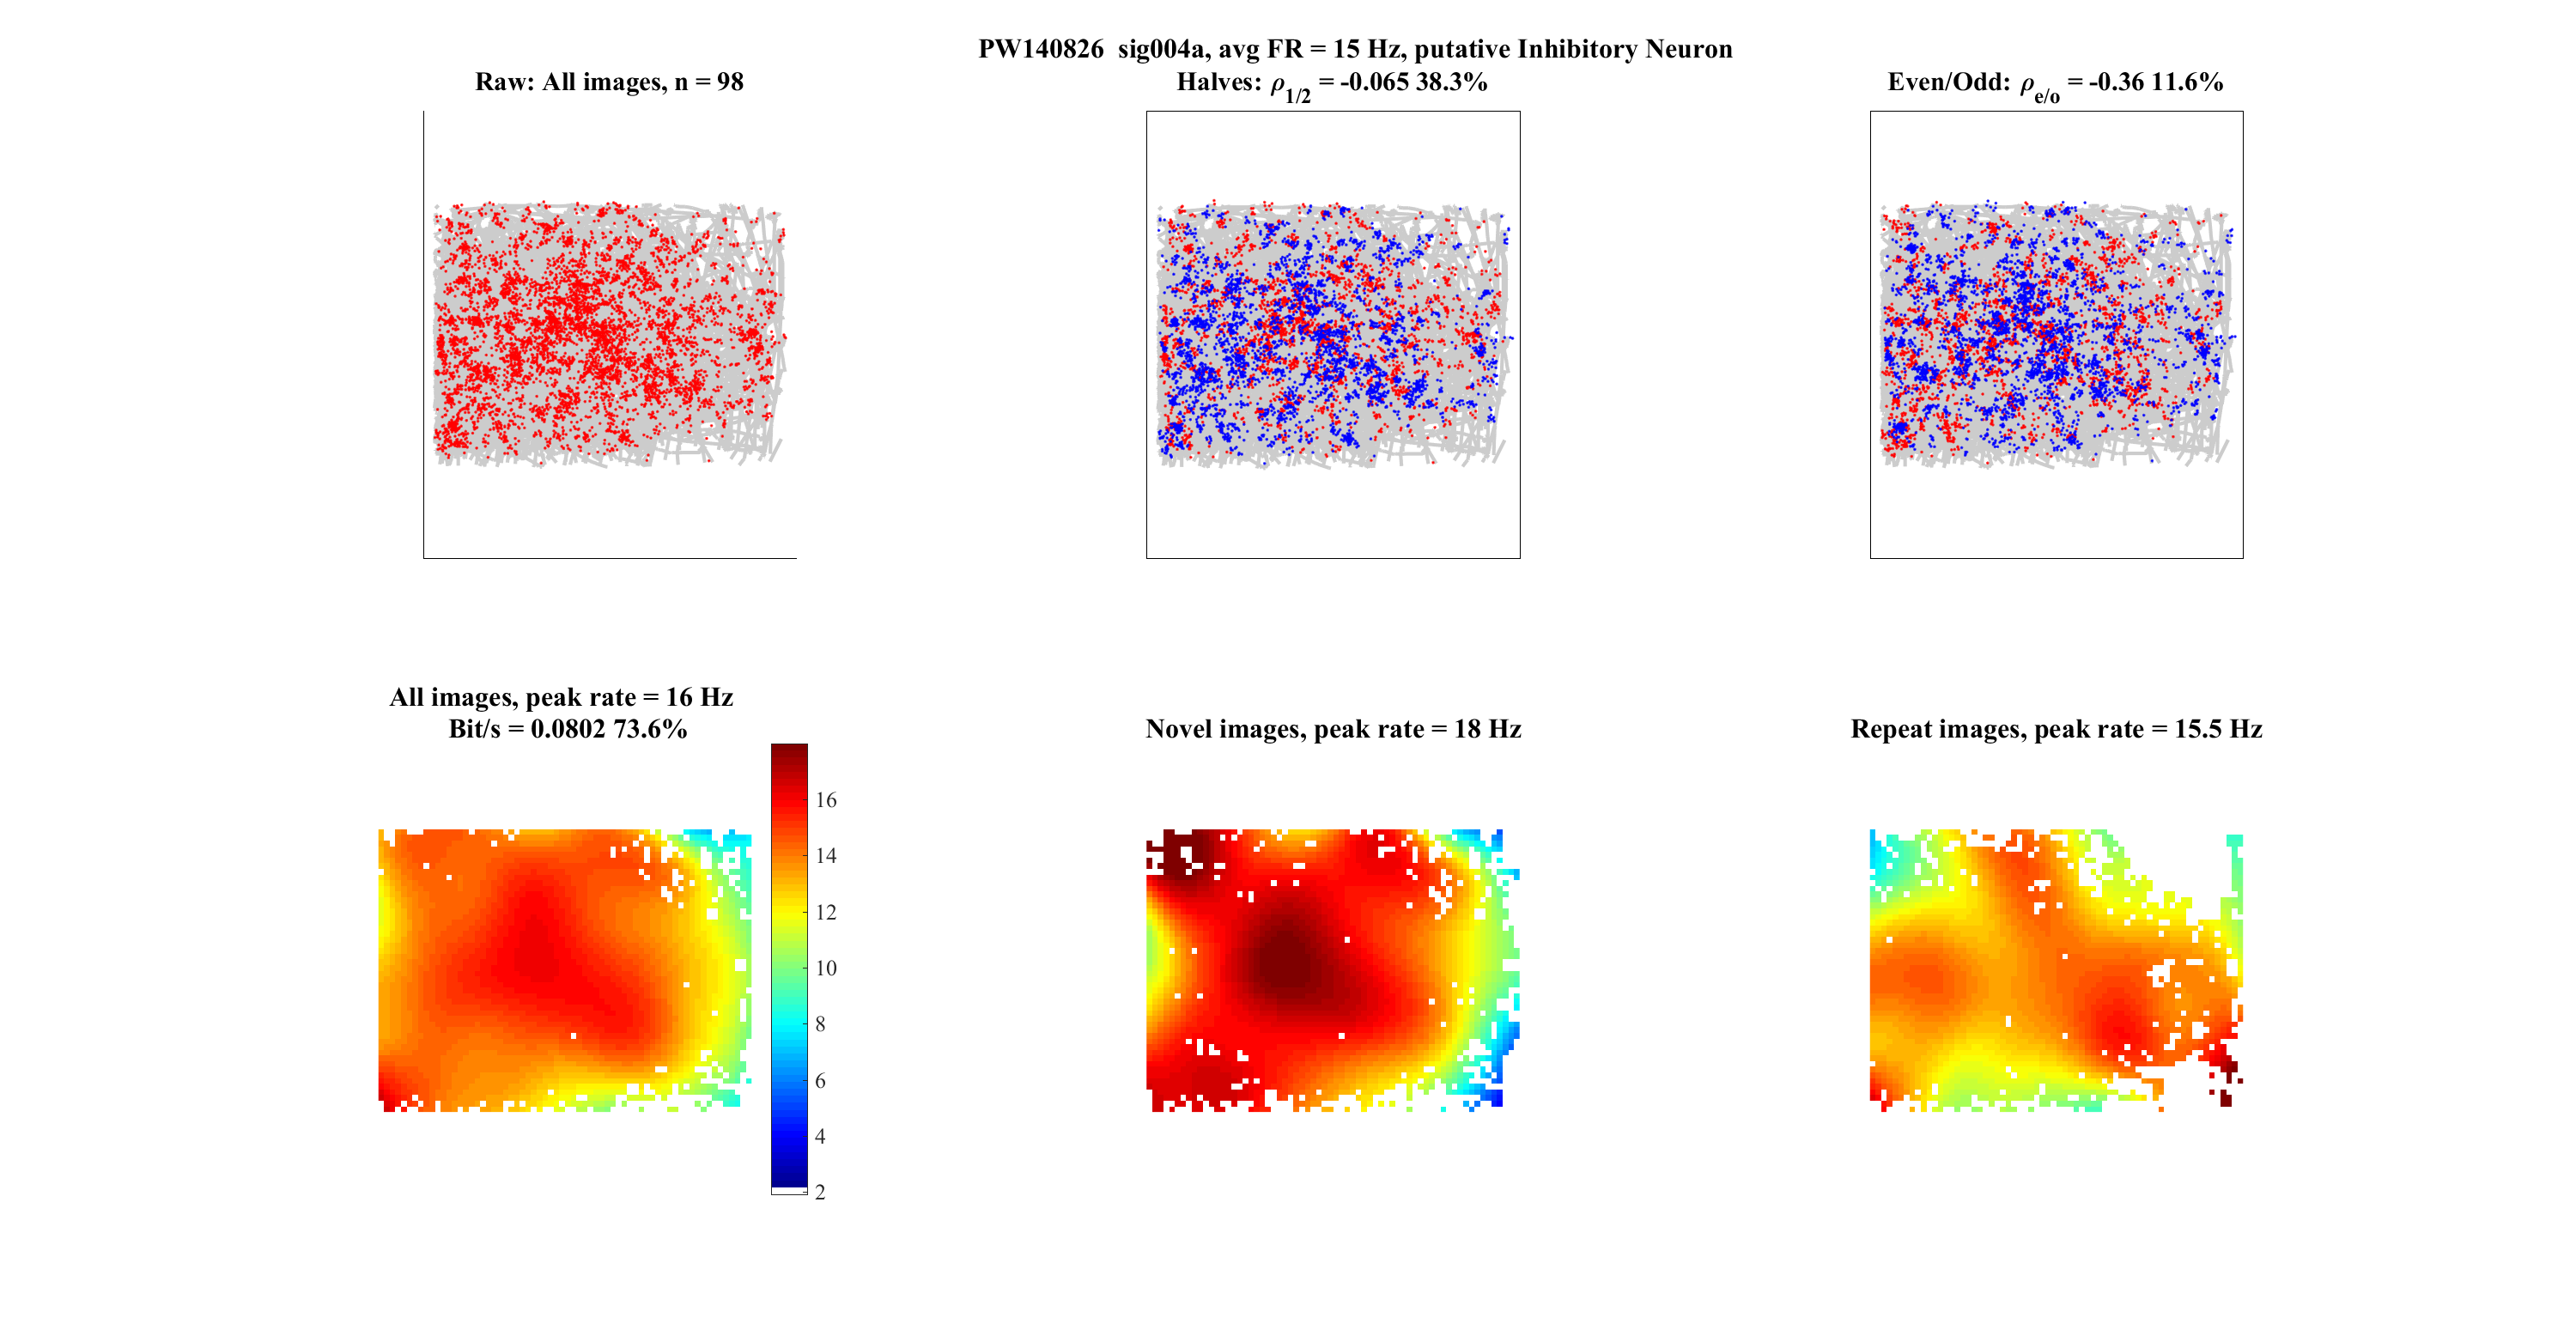 PW140826  sig004a, avg FR = 15 Hz, putative Inhibitory Neuron
Raw: All images, n = 98
Halves: ρ1/2 = -0.065 38.3%
Even/Odd: ρe/o = -0.36 11.6%
All images, peak rate = 16 Hz
Bit/s = 0.0802 73.6%
Novel images, peak rate = 18 Hz
Repeat images, peak rate = 15.5 Hz
16
14
12
10
8
6
4
2